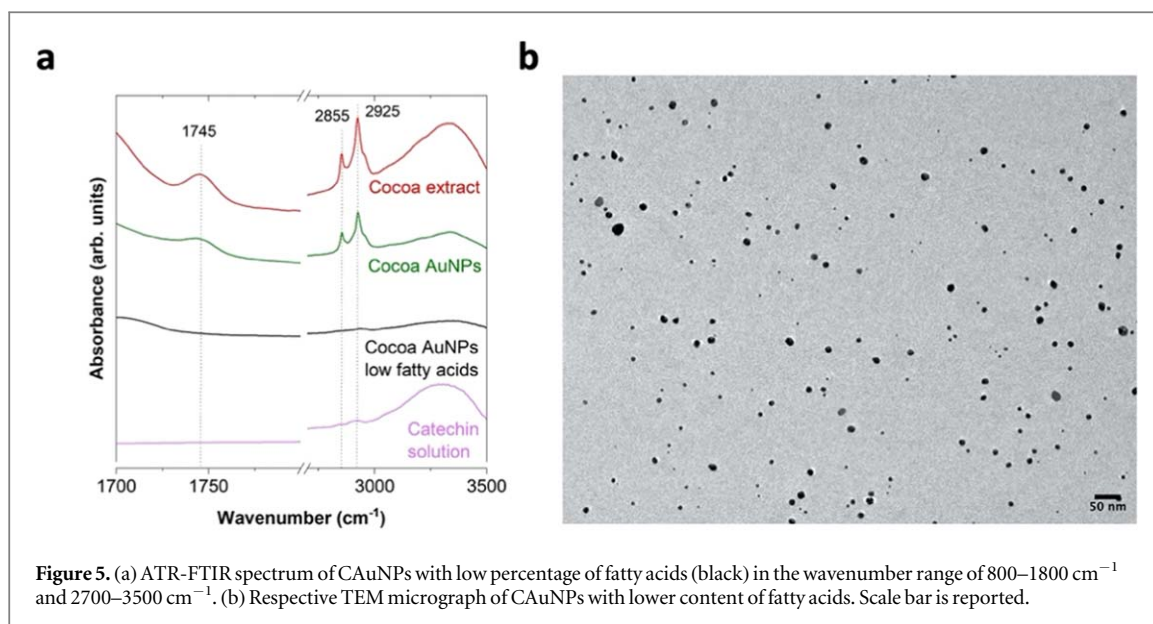 a
b
1745
2855
2925
Cocoa extract
Cocoa AuNPs
Cocoa AuNPs
low fatty acids
Catechin
solution
Absorbance (arb. units)
1700
1750
3000
3500
Wavenumber (cm⁻¹)
50 nm
Figure 5. (a) ATR-FTIR spectrum of CAuNPs with low percentage of fatty acids (black) in the wavenumber range of 800–1800 cm⁻¹
and 2700–3500 cm⁻¹. (b) Respective TEM micrograph of CAuNPs with lower content of fatty acids. Scale bar is reported.